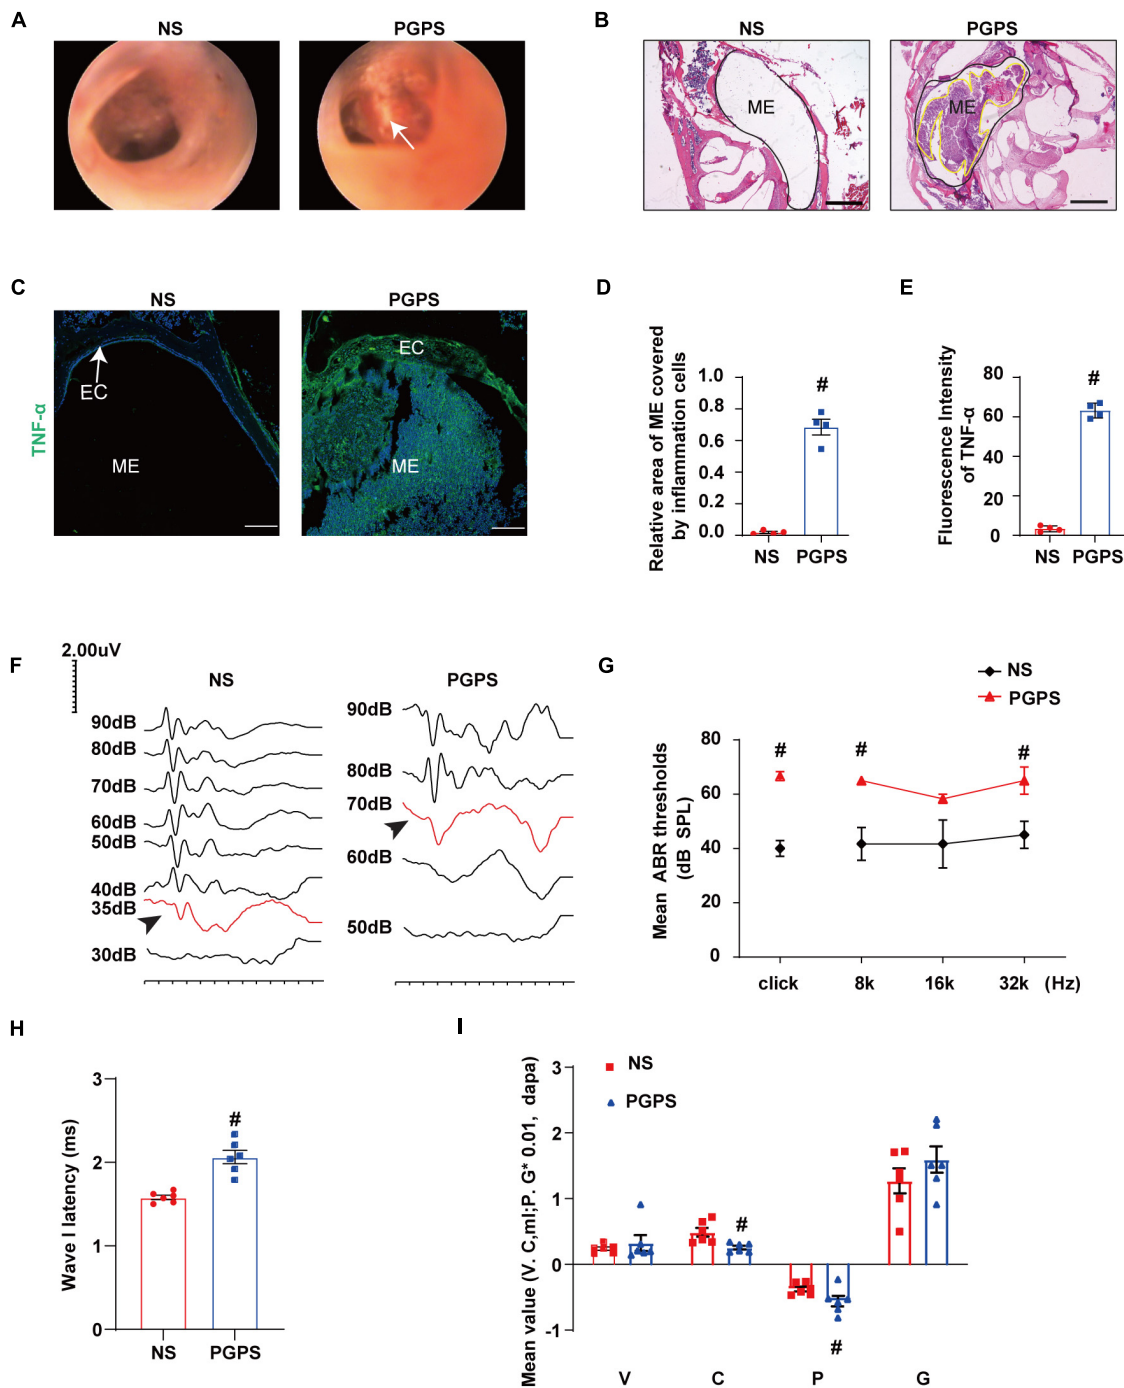 A
NS
PGPS
B
NS
PGPS
ME
ME
C
NS
PGPS
TNF-α
EC
ME
EC
ME
D
Relative area of ME covered
by inflammation cells
1.0
0.8
0.6
0.4
0.2
0.0
#
NS
PGPS
E
Fluorescence Intensity
of TNF-α
80
60
40
20
0
#
NS
PGPS
F
2.00uV
NS
PGPS
90dB
80dB
70dB
60dB
50dB
40dB
35dB
30dB
90dB
80dB
70dB
60dB
50dB
G
NS
PGPS
Mean ABR thresholds
(dB SPL)
80
60
40
20
0
#
#
#
click
8k
16k
32k
(Hz)
H
Wave I latency (ms)
3
2
1
0
#
NS
PGPS
I
NS
PGPS
Mean value (V. C,ml;P. G* 0.01, dapa)
3
2
1
0
-1
#
#
V
C
P
G